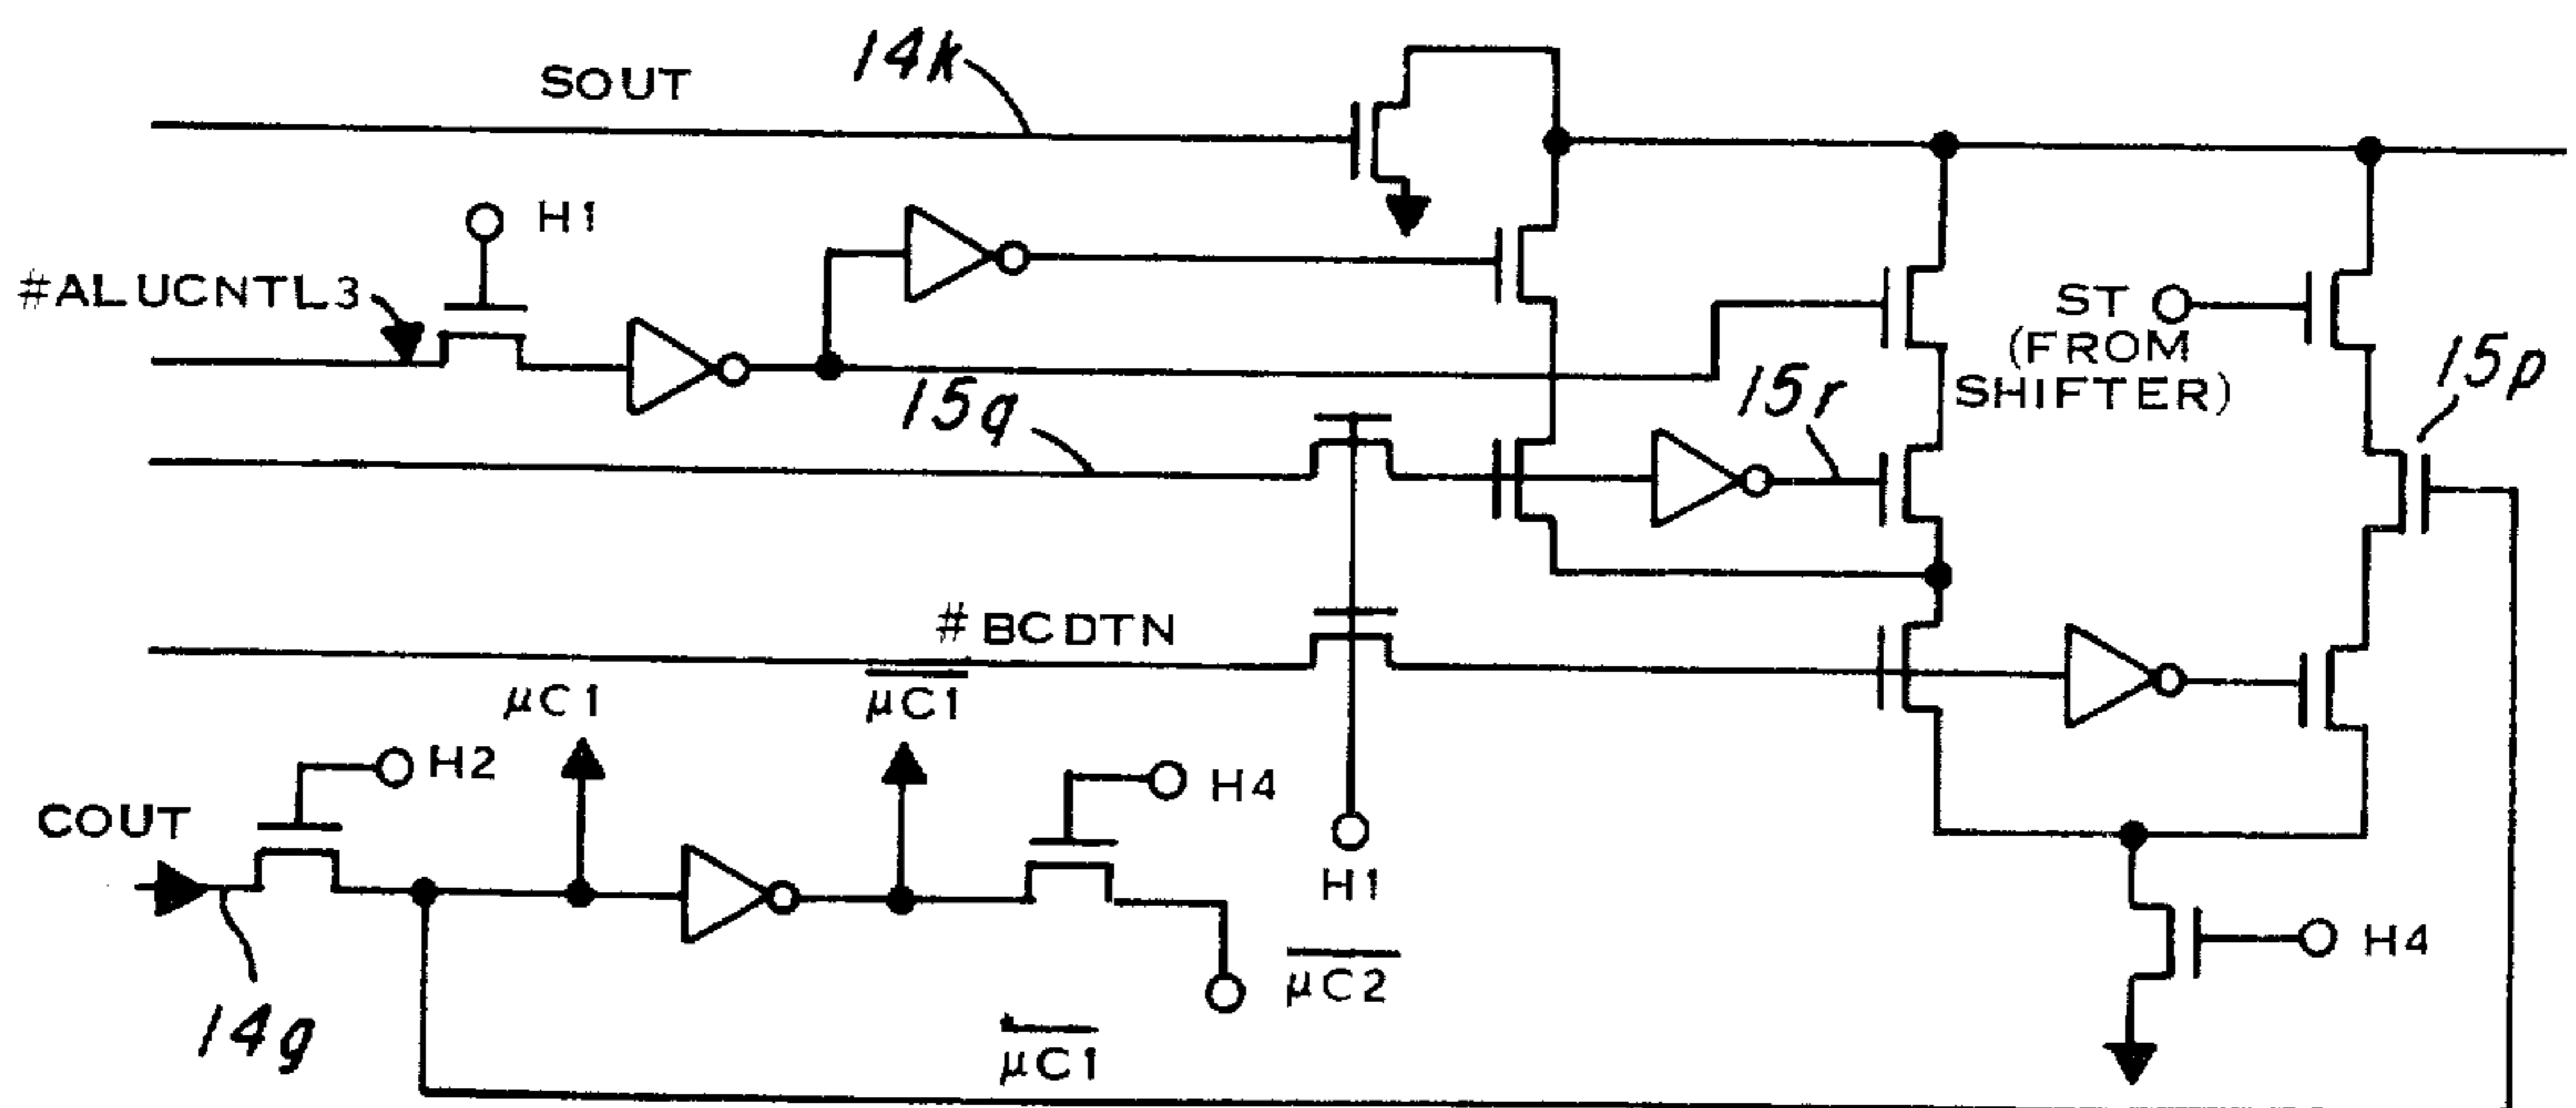 SOUT
14k
H1
#ALUCNTL3
ST
(FROM
SHIFTER)
15p
15q
15r
#BCDTN
μC1
μC1
H2
H4
COUT
H1
H4
μC2
14g
μC1